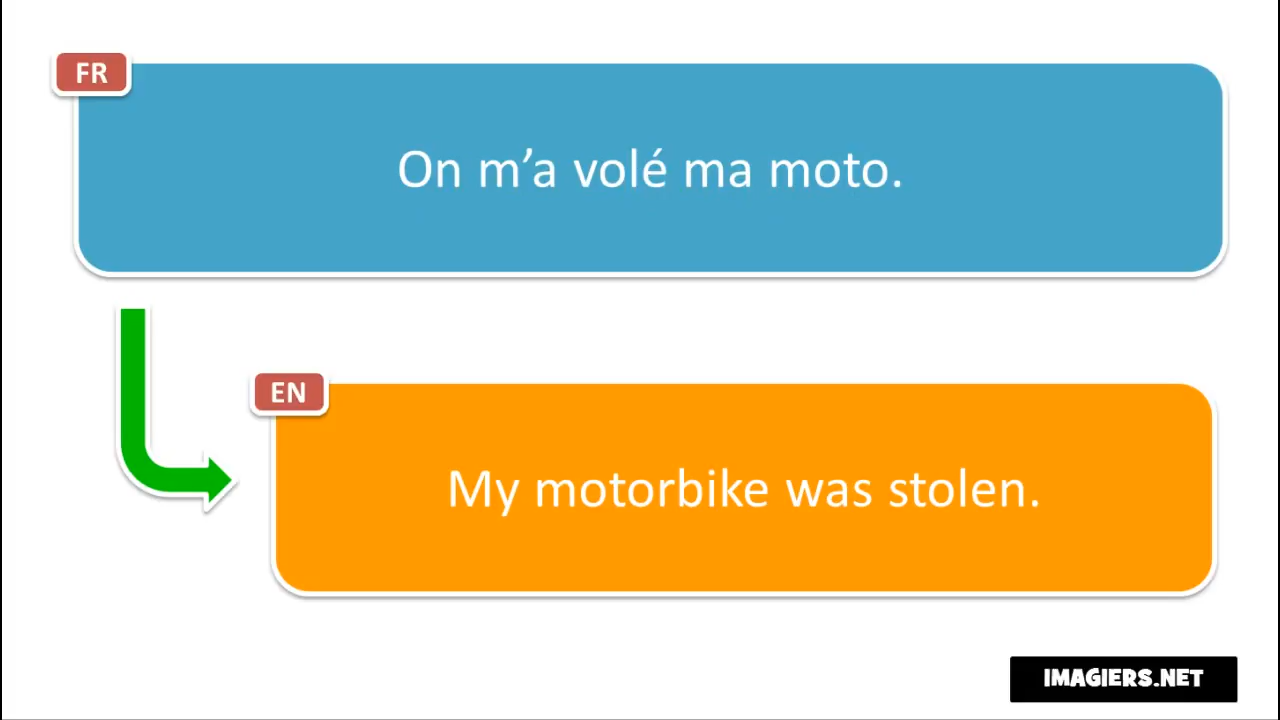 FR
On m’a volé ma moto.
EN
My motorbike was stolen.
IMAGIERS.NET